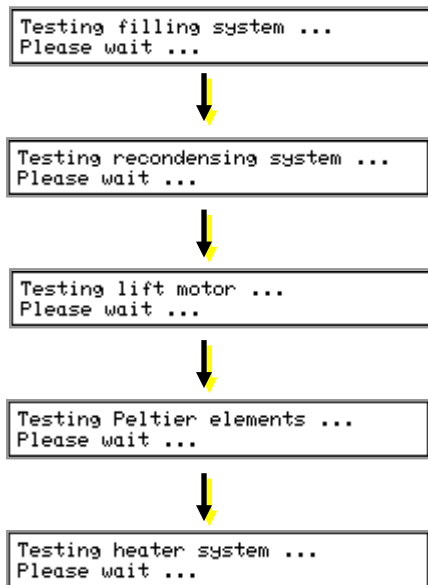 Testing filling system ...
Please wait ...
Testing recondensing system ...
Please wait ...
Testing lift motor ...
Please wait ...
Testing Peltier elements ...
Please wait ...
Testing heater system ...
Please wait ...